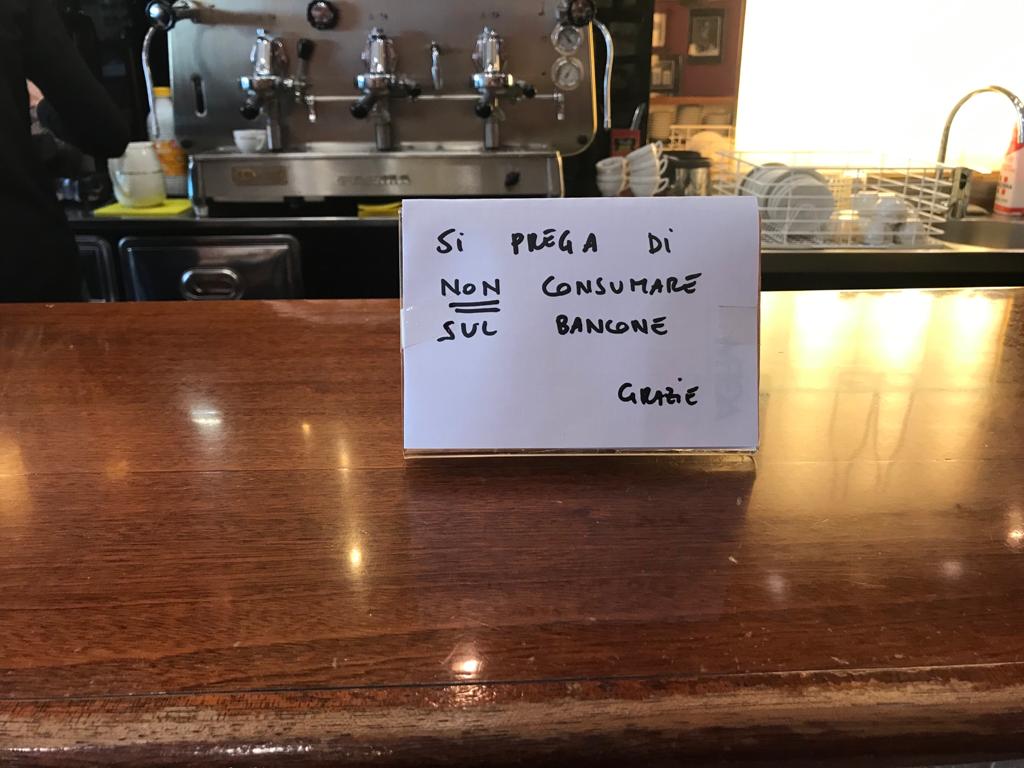 Si PREGA Di
NON CONSUMARE
SUL BANCONE
GRAZIE